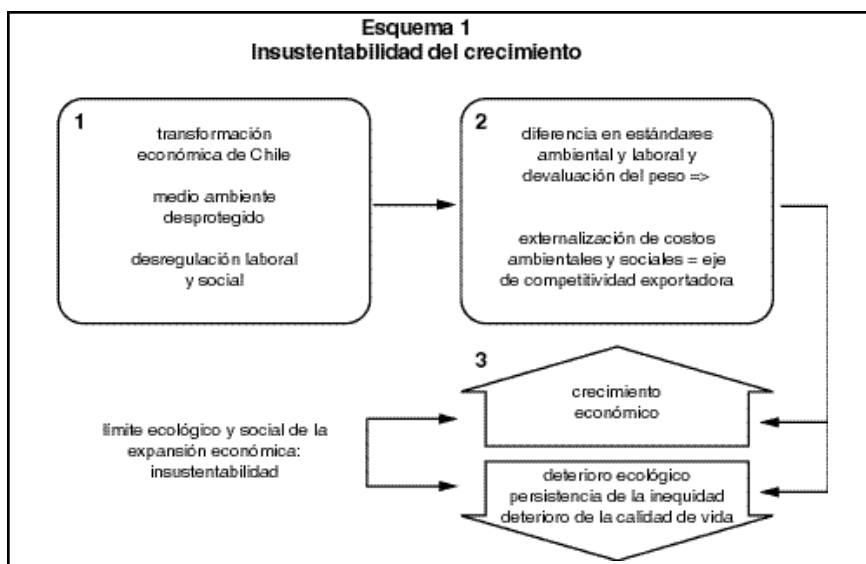 Esquema 1
Insustentabilidad del crecimiento
1
transformación
económica de Chile
medio ambiente
desprotegido
desregulación laboral
y social
2
diferencia en estándares
ambiental y laboral y
devaluación del peso =>
externalización de costos
ambientales y sociales = eje
de competitividad exportadora
3
crecimiento
económico
límite ecológico y social de la
expansión económica:
insustentabilidad
deterioro ecológico
persistencia de la inequidad
deterioro de la calidad de vida